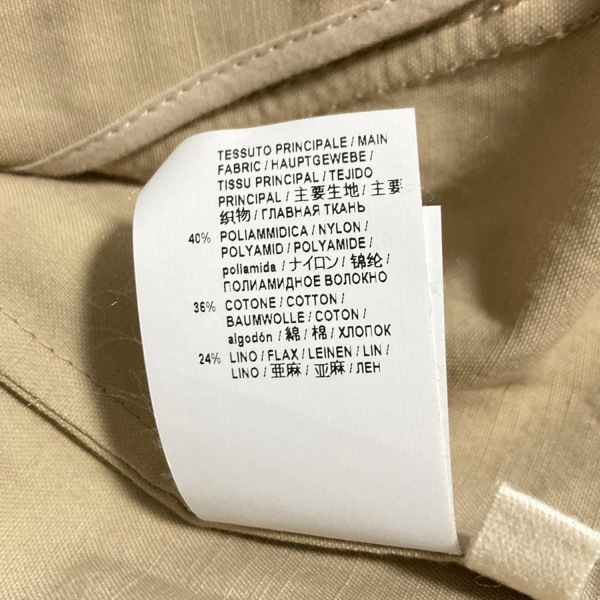 TESSUTO PRINCIPALE / MAIN
FABRIC / HAUPTGEWEBE /
TISSU PRINCIPAL / TEJIDO
PRINCIPAL / 主要生地 / 主要
织物 / ГЛАВНАЯ ТКАНЬ
40% POLIAMMIDICA / NYLON /
POLYAMID / POLYAMIDE /
poliamida / ナイロン / 锦纶 /
ПОЛИАМИДНОЕ ВОЛОКНО
36% COTONE / COTTON /
BAUMWOLLE / COTON /
algodón / 綿 / 棉 / ХЛОПОК
24% LINO / FLAX / LEINEN / LIN /
LINO / 亜麻 / 亚麻 / ЛЕН